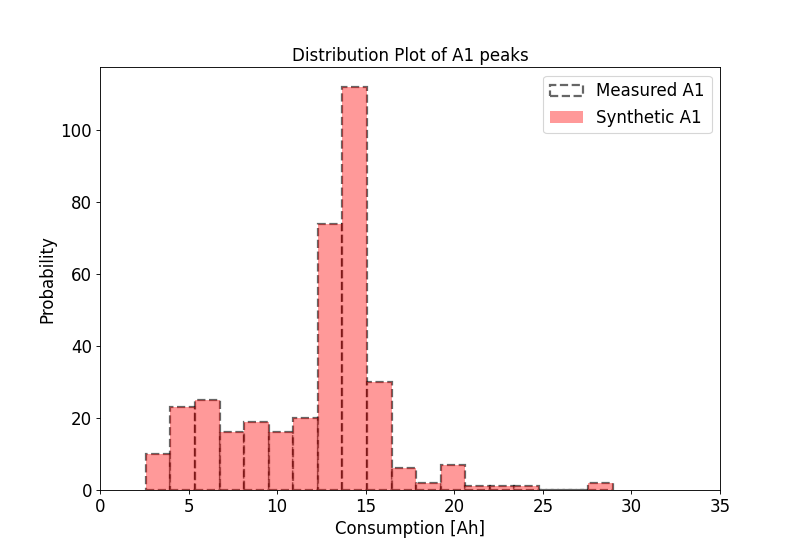 Distribution Plot of A1 peaks
Measured A1
Synthetic A1
Probability
100
80
60
40
20
0
0 5 10 15 20 25 30 35
Consumption [Ah]